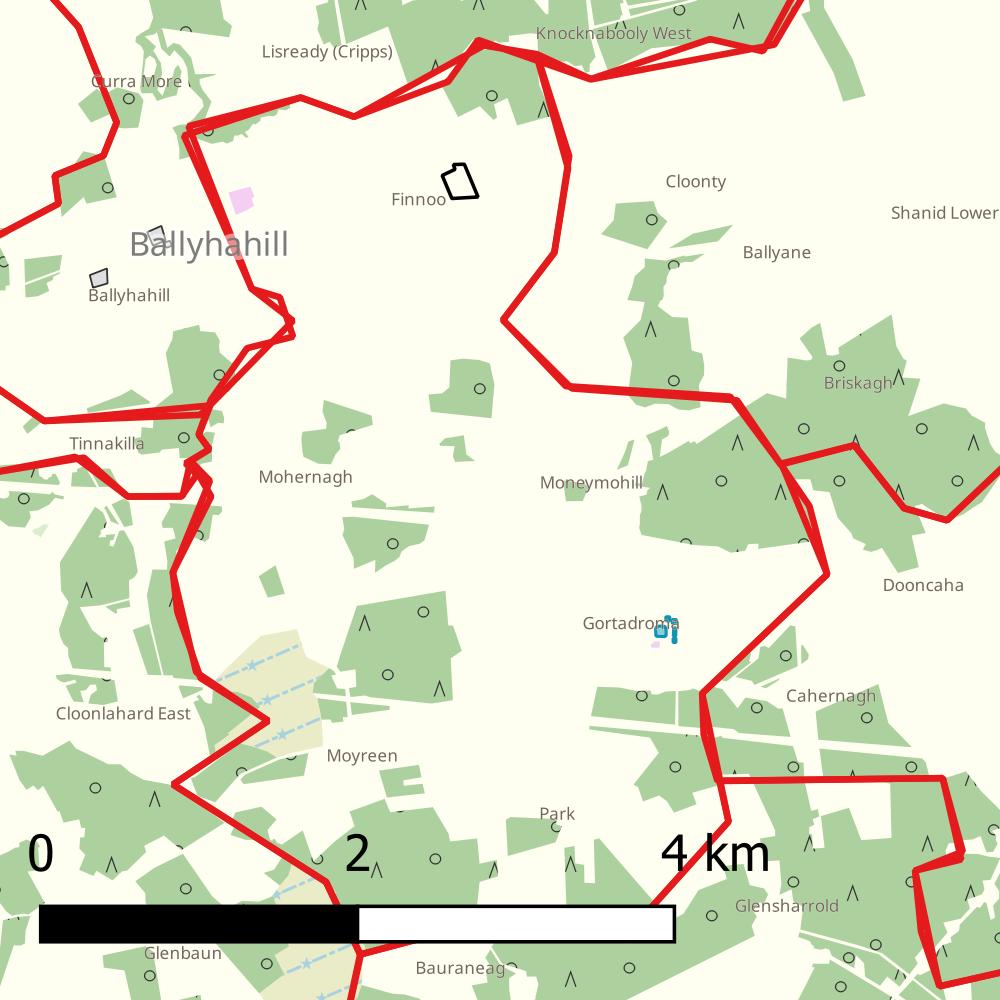 Knocknabooly West
Lisready (Cripps)
Curra More
Cloonty
Finnoo
Shanid Lower
Ballyhahill
Ballyane
Ballyhahill
Briskagh
Tinnakilla
Mohernagh
Moneymohill
Dooncaha
Gortadroma
Cahernagh
Cloonlahard East
Moyreen
Park
0 2 4 km
Glensharrold
Glenbaun
Bauraneag